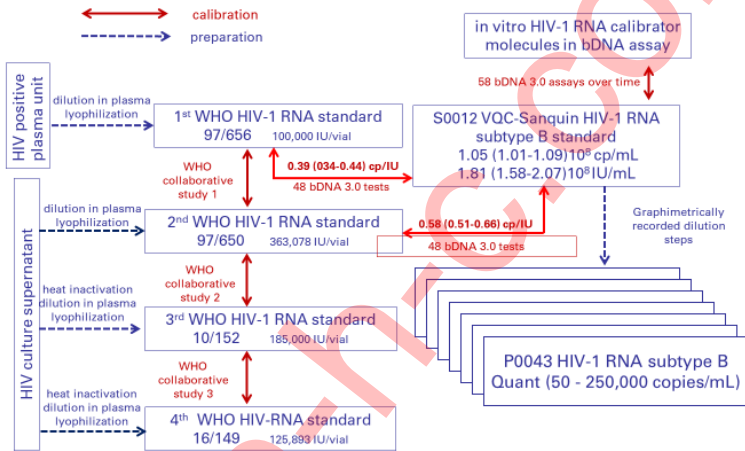 calibration
preparation
in vitro HIV-1 RNA calibrator
molecules in bDNA assay
58 bDNA 3.0 assays over time
HIV positive
plasma unit
dilution in plasma
lyophilization
1st WHO HIV-1 RNA standard
97/656 100,000 IU/vial
S0012 VQC-Sanquin HIV-1 RNA
subtype B standard
1.05 (1.01-1.09)10⁸ cp/mL
1.81 (1.58-2.07)10⁸ IU/mL
0.39 (034-0.44) cp/IU
48 bDNA 3.0 tests
WHO
collaborative
study 1
HIV culture supernatant
dilution in plasma
lyophilization
2nd WHO HIV-1 RNA standard
97/650 363,078 IU/vial
0.58 (0.51-0.66) cp/IU
48 bDNA 3.0 tests
Graphimetrically
recorded dilution
steps
WHO
collaborative
study 2
heat inactivation
dilution in plasma
lyophilization
3rd WHO HIV-1 RNA standard
10/152 185,000 IU/vial
WHO
collaborative
study 3
P0043 HIV-1 RNA subtype B
Quant (50 - 250,000 copies/mL)
heat inactivation
dilution in plasma
lyophilization
4th WHO HIV-RNA standard
16/149 125,893 IU/vial